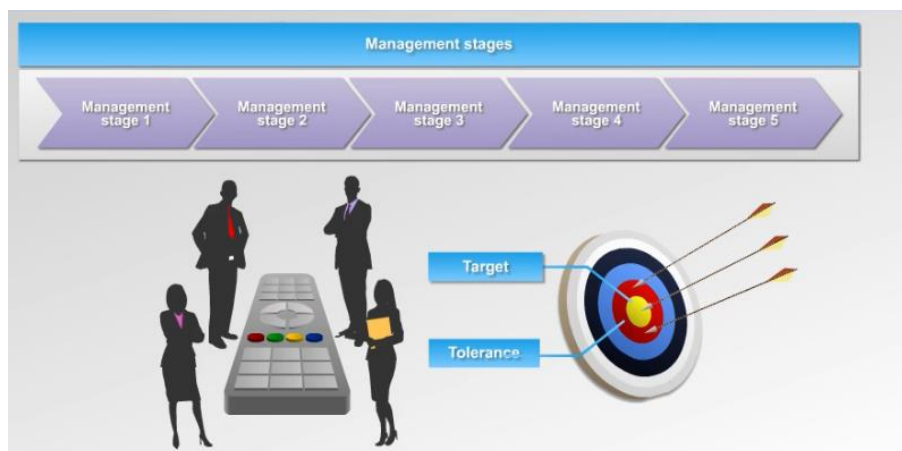 Management stages
Management
stage 1
Management
stage 2
Management
stage 3
Management
stage 4
Management
stage 5
Target
Tolerance